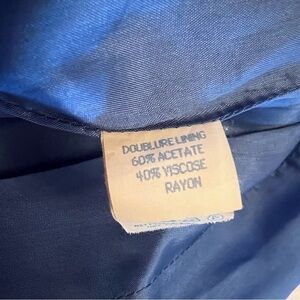 DOUBLURE LINING
60% ACETATE
40% VISCOSE
RAYON